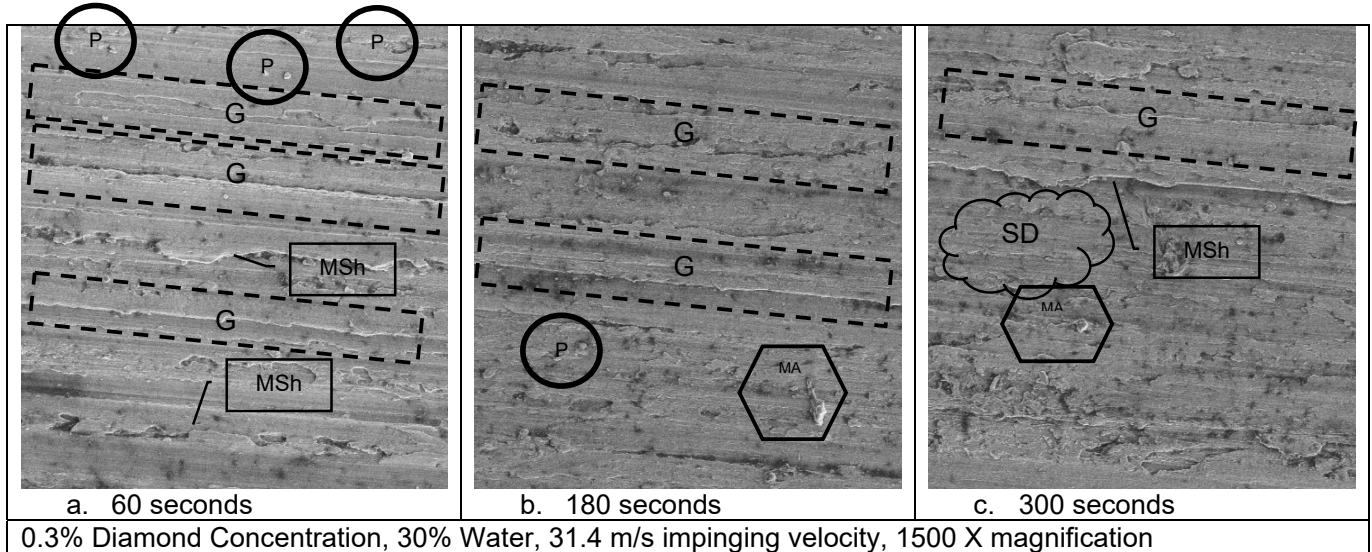 P
P
P
G
G
MSh
G
MSh
a. 60 seconds
G
G
P
MA
b. 180 seconds
G
SD
MSh
MA
c. 300 seconds
0.3% Diamond Concentration, 30% Water, 31.4 m/s impinging velocity, 1500 X magnification